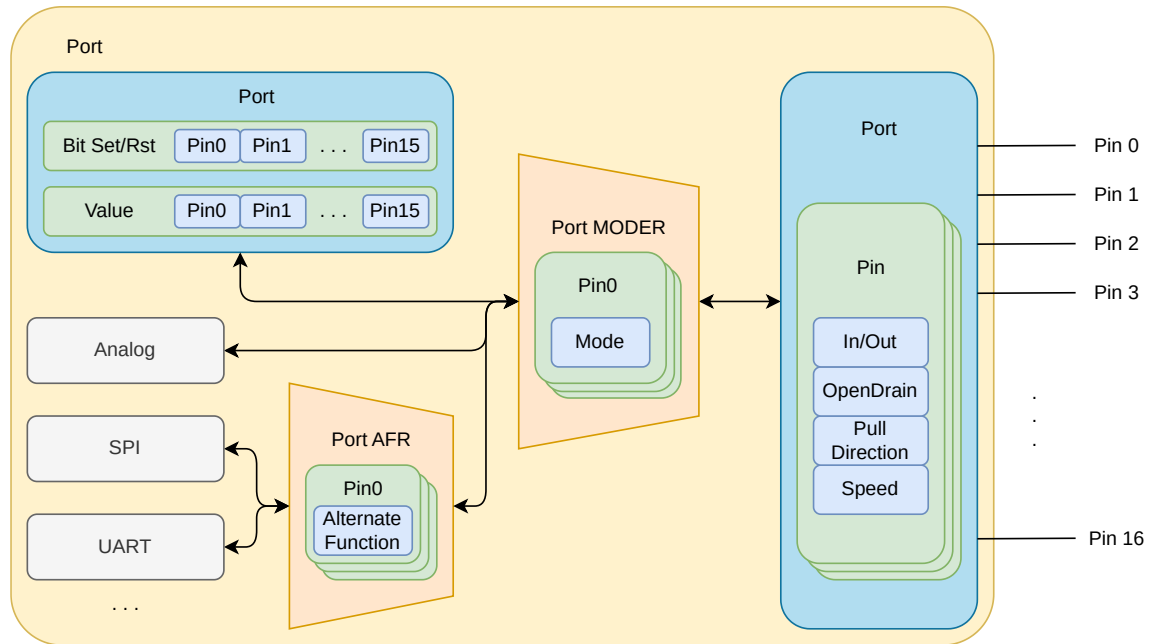 Port
Port
Bit Set/Rst Pin0 Pin1 . . . Pin15
Value Pin0 Pin1 . . . Pin15
Analog
SPI
UART
. . .
Port AFR
Pin0
Alternate
Function
Port MODER
Pin0
Mode
Port
Pin
In/Out
OpenDrain
Pull
Direction
Speed
Pin 0
Pin 1
Pin 2
Pin 3
.
.
.
Pin 16